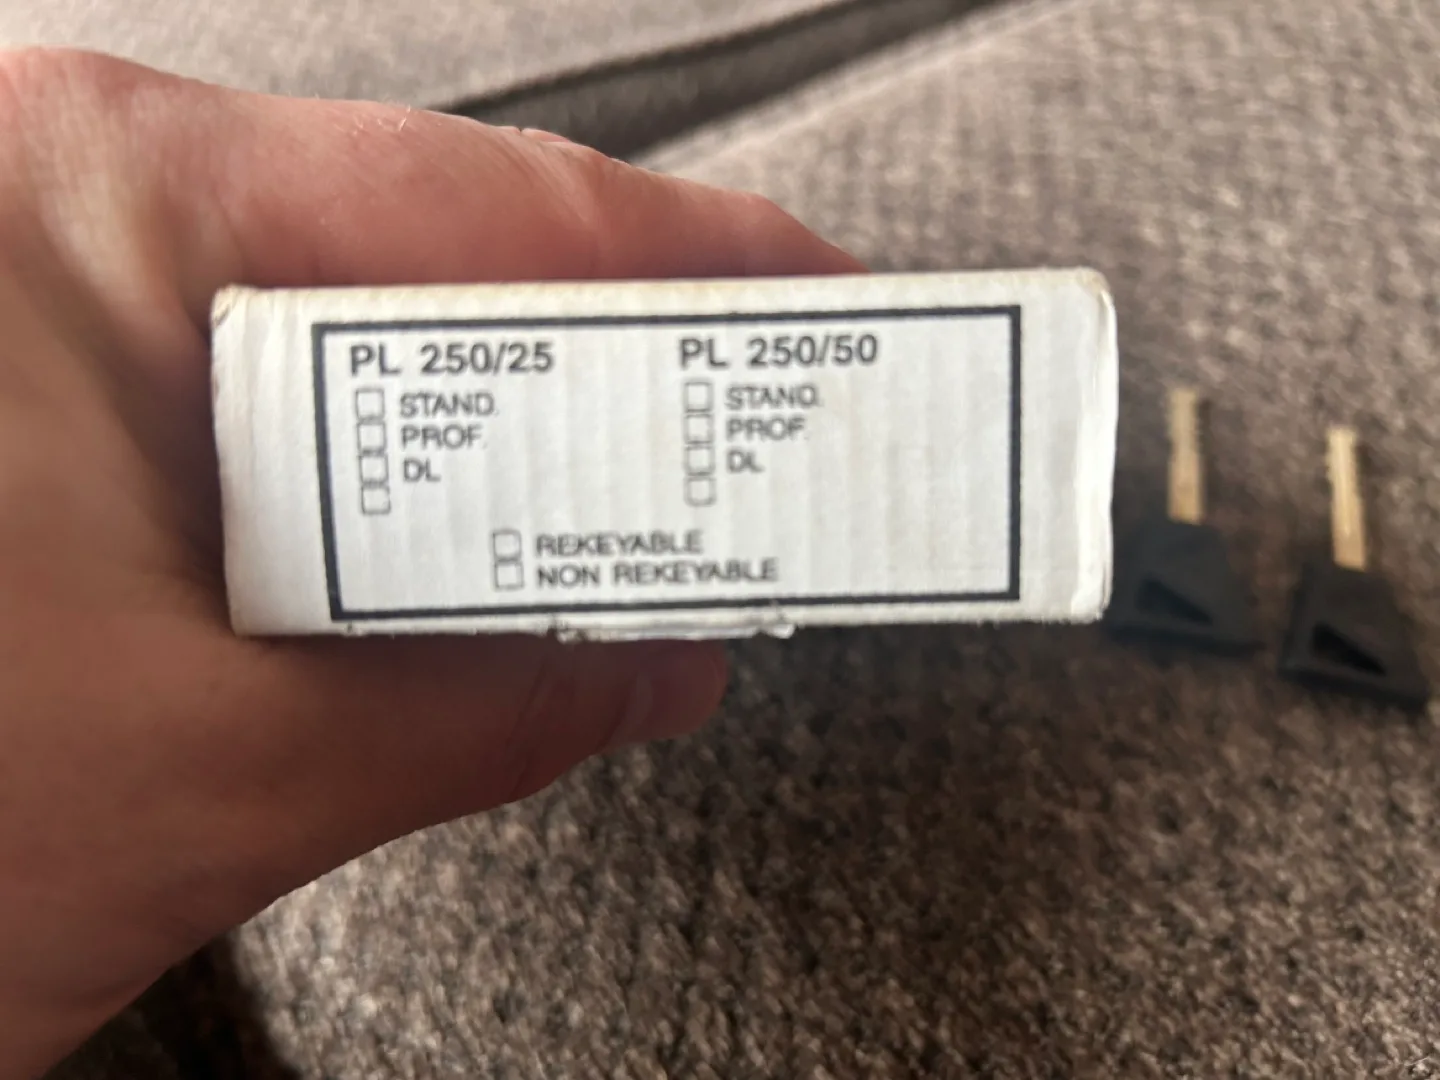 PL 250/25
STAND.
PROF.
DL
PL 250/50
STAND.
PROF.
DL
REKEYABLE
NON REKEYABLE